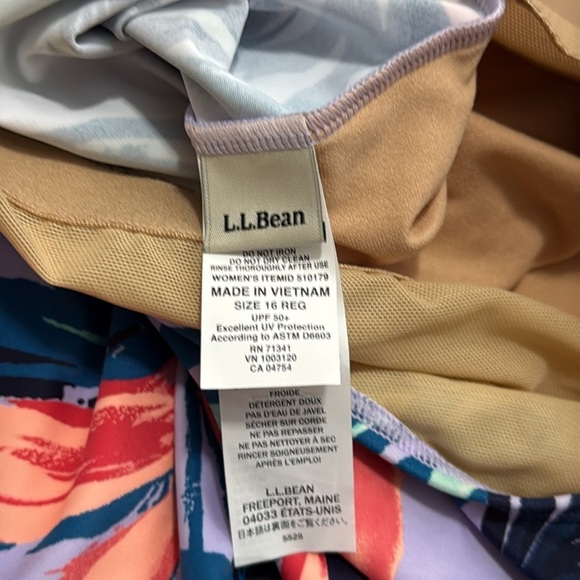 L.L.Bean
DO NOT IRON
DO NOT DRY CLEAN
RINSE THOROUGHLY AFTER USE
WOMEN'S ITEMID 510179
MADE IN VIETNAM
SIZE 16 REG
UPF 50+
Excellent UV Protection
According to ASTM D6603
RN 71341
VN 1003120
CA 04754
FROIDE
DÉTERGENT DOUX
PAS D'EAU DE JAVEL
SÉCHER SUR CORDE
NE PAS REPASSER
NE PAS NETTOYER À SEC
RINCER SOIGNEUSEMENT
APRÈS L'EMPLOI
L.L.BEAN
FREEPORT, MAINE
04033 ÉTATS-UNIS
日本語は裏面をご覧ください
5S25